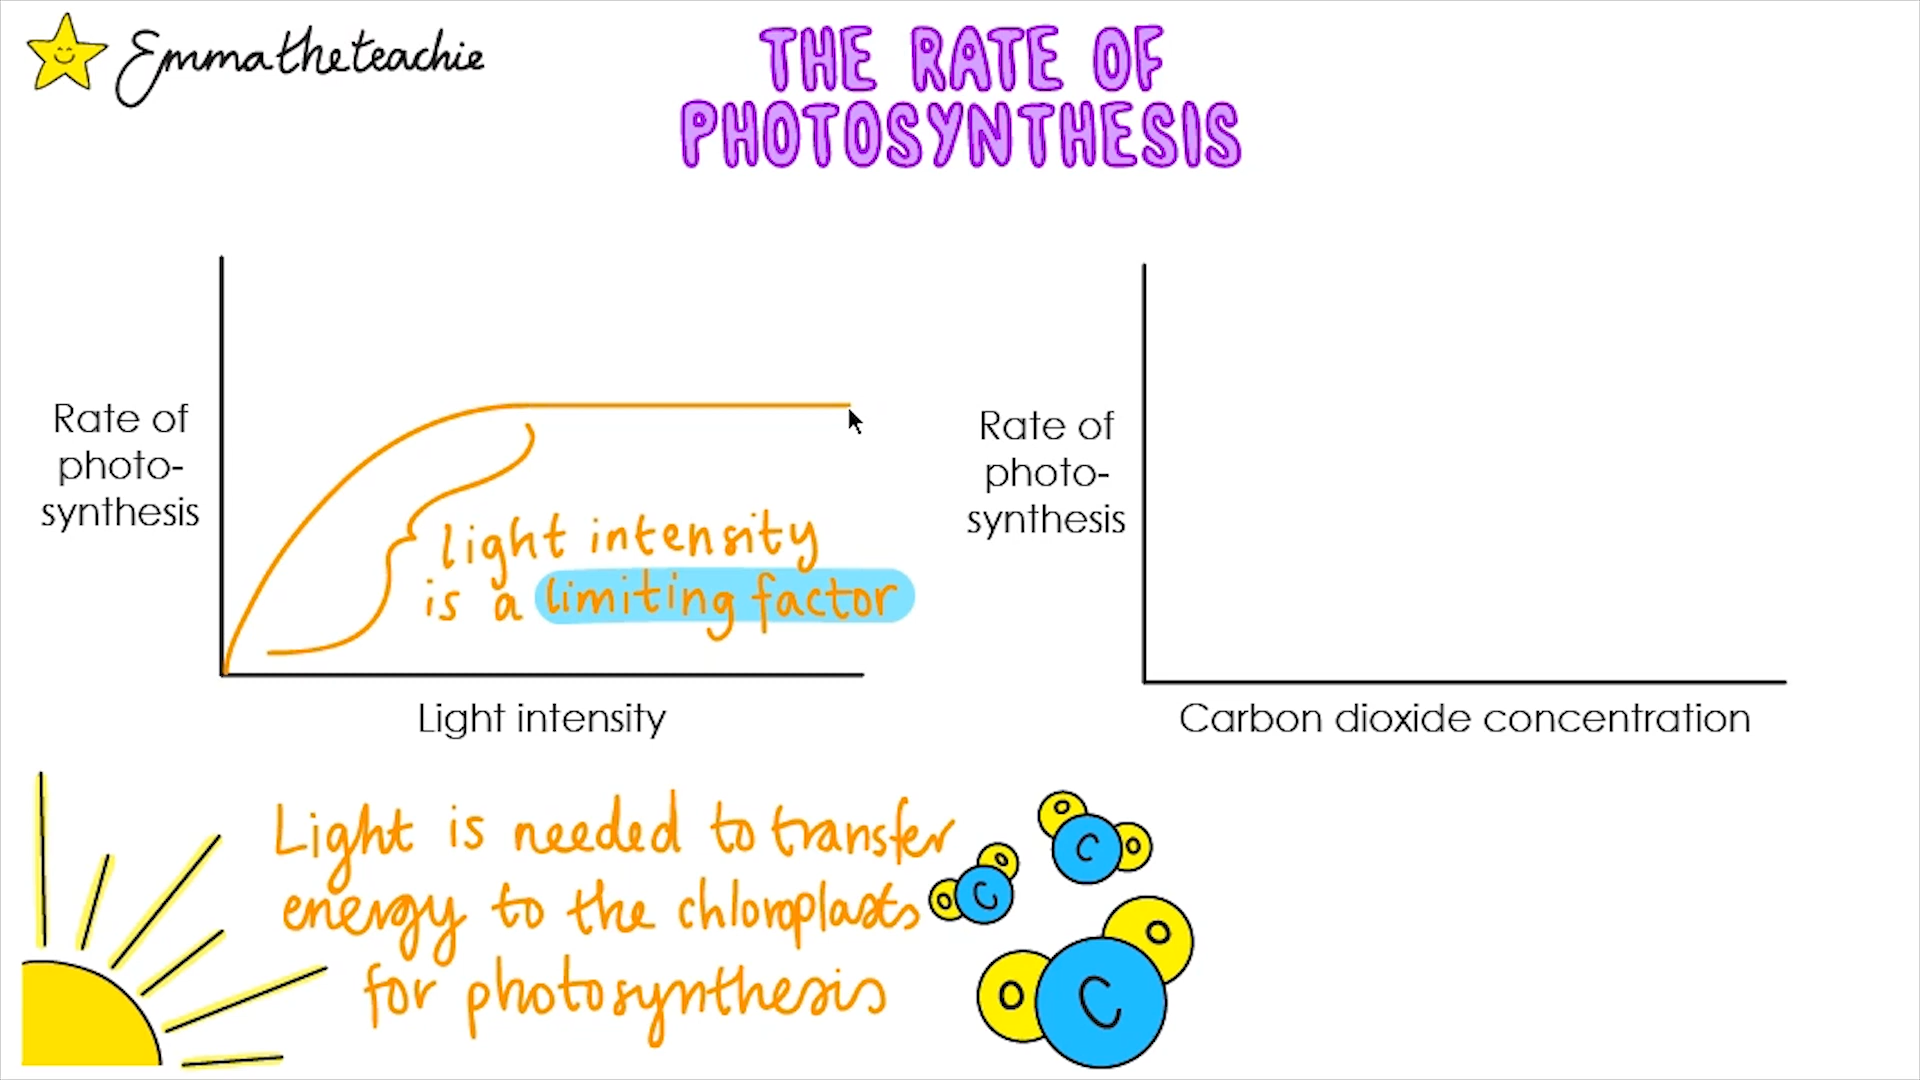 Emmatheteachie
THE RATE OF
PHOTOSYNTHESIS
Rate of
photo-
synthesis
light intensity
is a limiting factor
Light intensity
Rate of
photo-
synthesis
Carbon dioxide concentration
Light is needed to transfer
energy to the chloroplasts
for photosynthesis
O C O
O C O
O C O